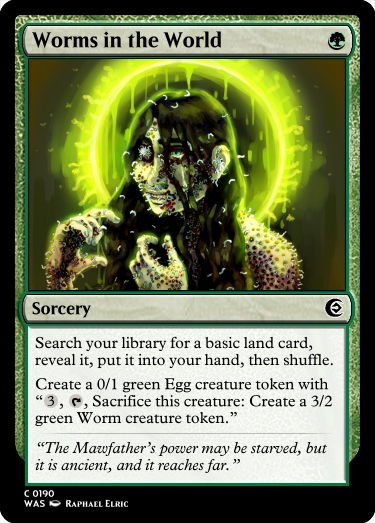 Worms in the World
Sorcery
Search your library for a basic land card,
reveal it, put it into your hand, then shuffle.
Create a 0/1 green Egg creature token with
“3, , Sacrifice this creature: Create a 3/2
green Worm creature token.”
“The Mawfather’s power may be starved, but
it is ancient, and it reaches far.”
C 0190
WAS Raphael Elric